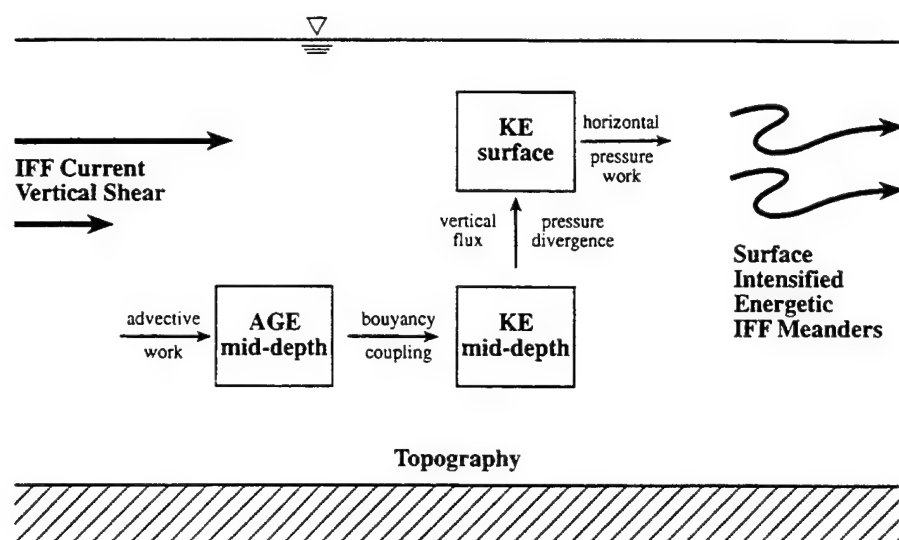 KE
surface
horizontal
pressure
work
IFF Current
Vertical Shear
vertical
flux
pressure
divergence
Surface
Intensified
Energetic
IFF Meanders
advective
work
AGE
mid-depth
bouyancy
coupling
KE
mid-depth
Topography